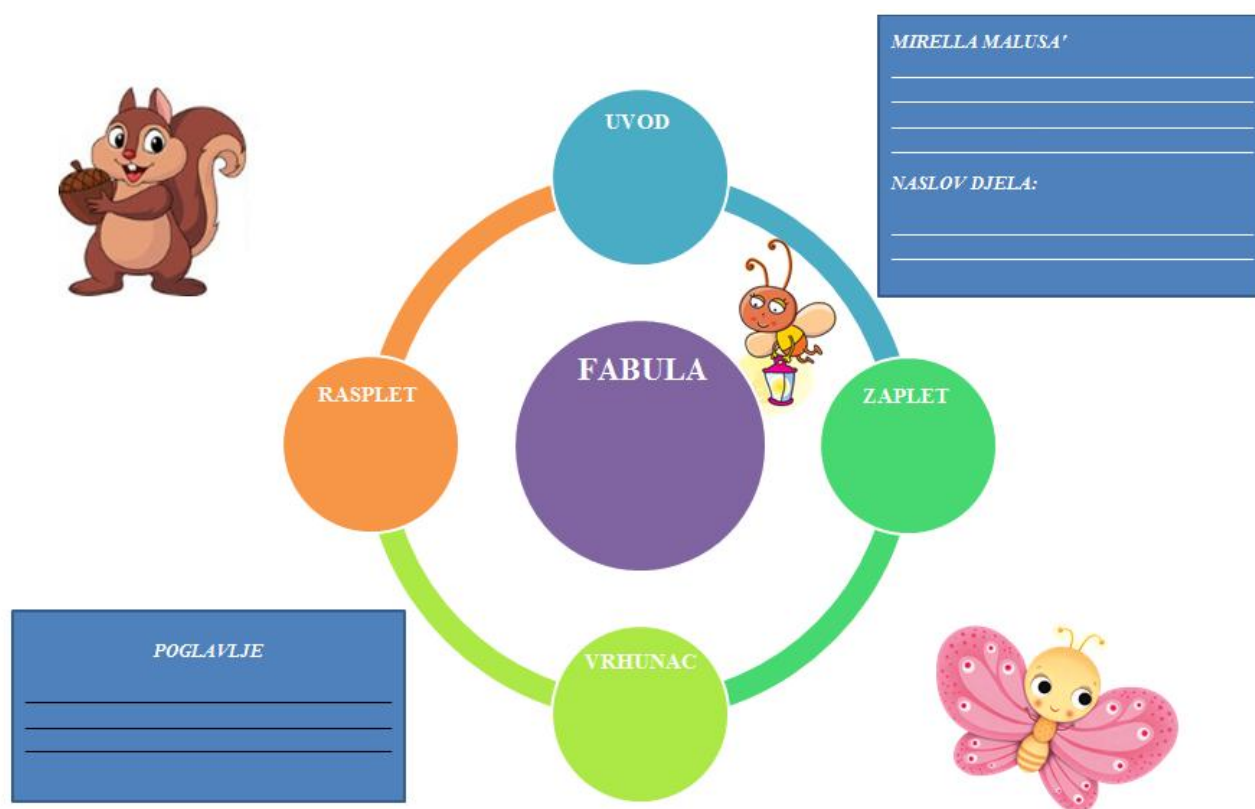 MIRELLA MALUSA'
NASLOV DJELA:
UVOD
FABULA
RASPLET
ZAPLET
VRHUNAC
POGLAVLJE